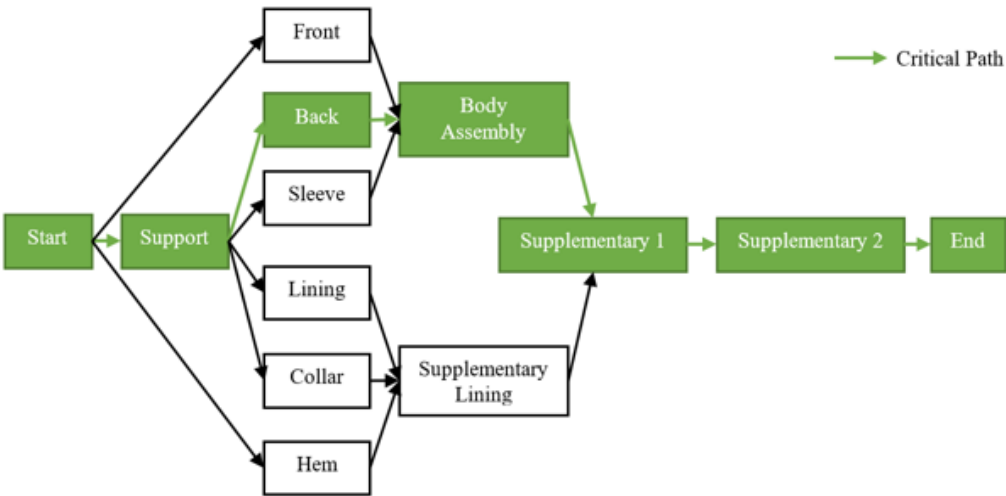 Front
Critical Path
Back
Body
Assembly
Sleeve
Start
Support
Supplementary 1
Supplementary 2
End
Lining
Collar
Supplementary
Lining
Hem